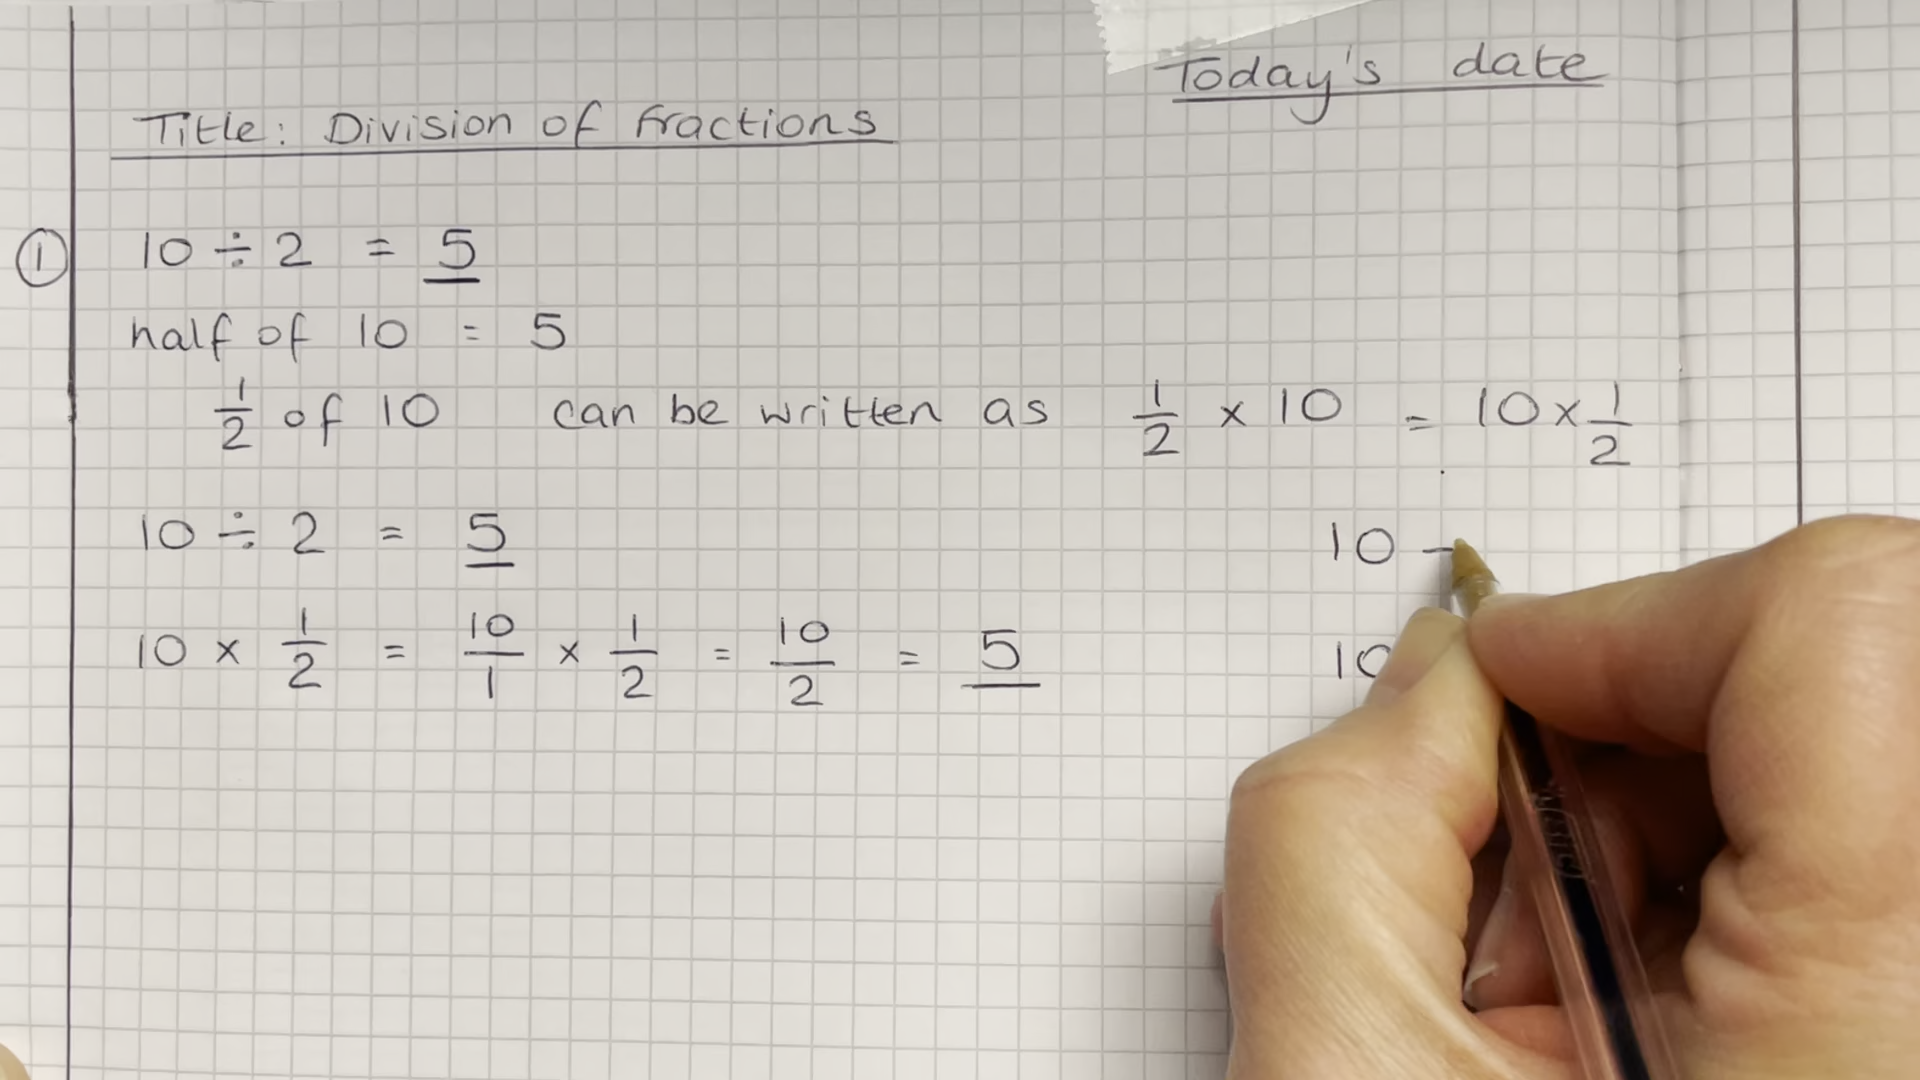 Today's date
Title: Division of fractions
① 10 ÷ 2 = 5
half of 10 = 5
1/2 of 10 can be written as 1/2 × 10 = 10 × 1/2
10 ÷ 2 = 5
10 -
10 × 1/2 = 10/1 × 1/2 = 10/2 = 5
10